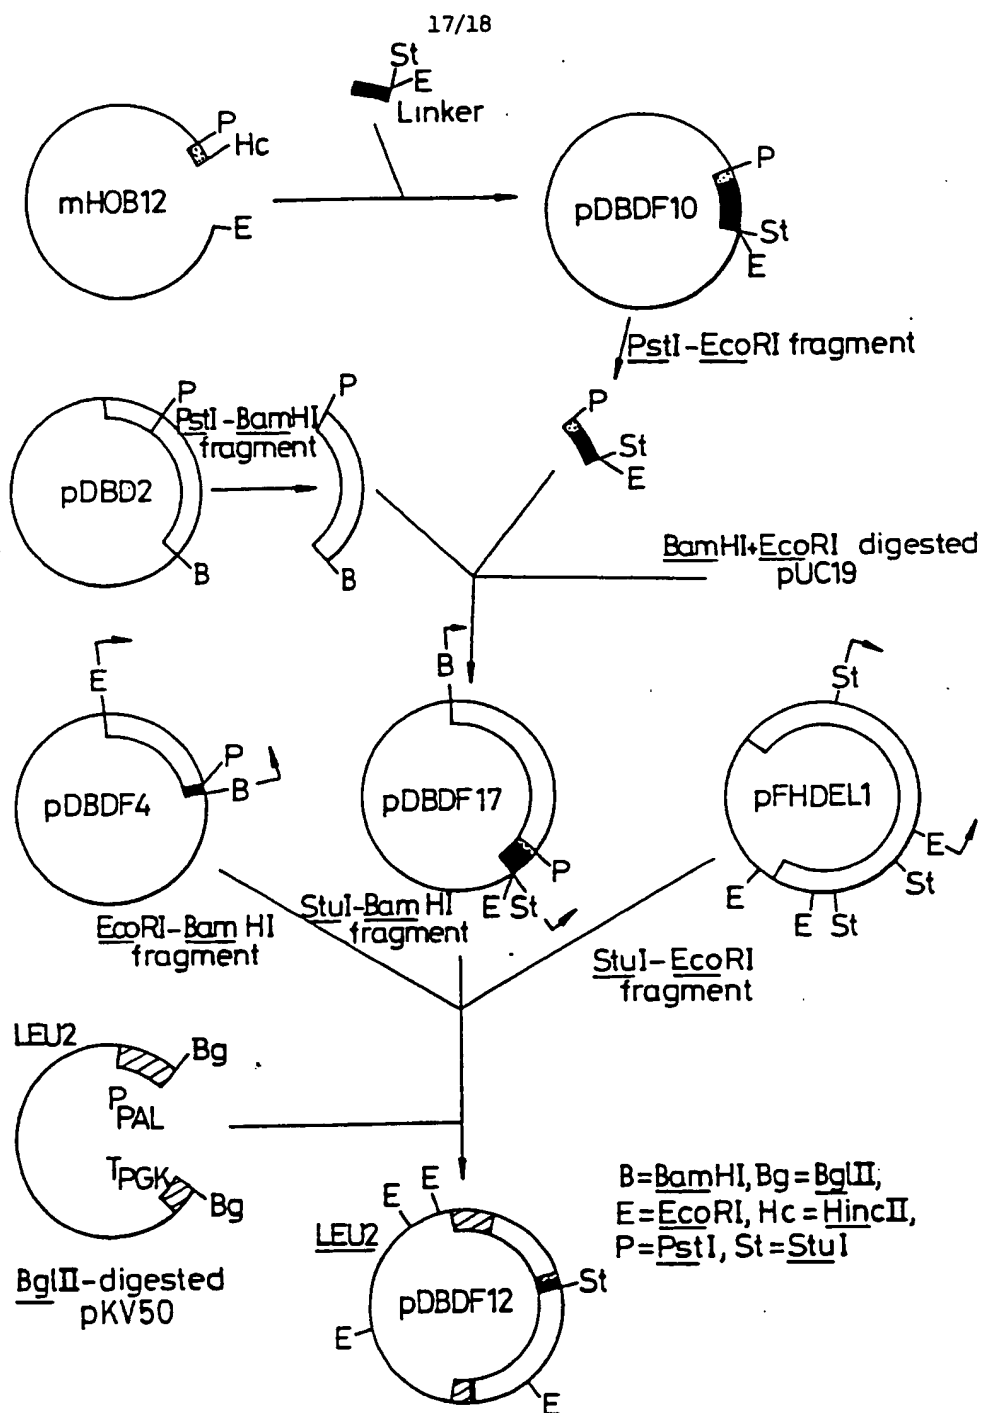 17/18
St
E
Linker
P
Hc
mHOB12
E
P
pDBDF10
St
E
PstI-EcoRI fragment
P
PstI-BamHI
fragment
P
pDBD2
B
B
P
St
E
BamHI+EcoRI digested
pUC19
E
P
B
pDBDF4
B
pDBDF17
P
E St
St
pFHDEL1
E
St
E
E St
EcoRI-Bam HI
fragment
StuI-Bam HI
fragment
StuI-EcoRI
fragment
LEU2
Bg
PPAL
TPGK
Bg
BglII-digested
pKV50
E
E
LEU2
St
pDBDF12
E
E
B=BamHI, Bg=BglII;
E=EcoRI, Hc=HincII,
P=PstI, St=StuI